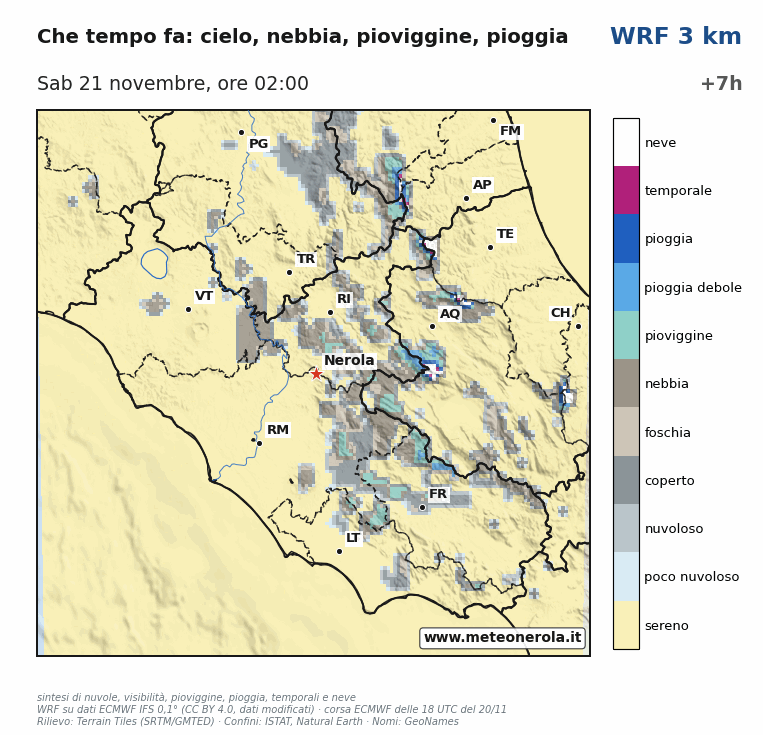 Che tempo fa: cielo, nebbia, pioviggine, pioggia
WRF 3 km
Sab 21 novembre, ore 02:00
+7h
FM
PG
AP
TE
TR
VT
RI
AQ
CH
Nerola
RM
FR
LT
www.meteonerola.it
neve
temporale
pioggia
pioggia debole
pioviggine
nebbia
foschia
coperto
nuvoloso
poco nuvoloso
sereno
sintesi di nuvole, visibilità, pioviggine, pioggia, temporali e neve
WRF su dati ECMWF IFS 0,1° (CC BY 4.0, dati modificati) · corsa ECMWF delle 18 UTC del 20/11
Rilievo: Terrain Tiles (SRTM/GMTED) · Confini: ISTAT, Natural Earth · Nomi: GeoNames